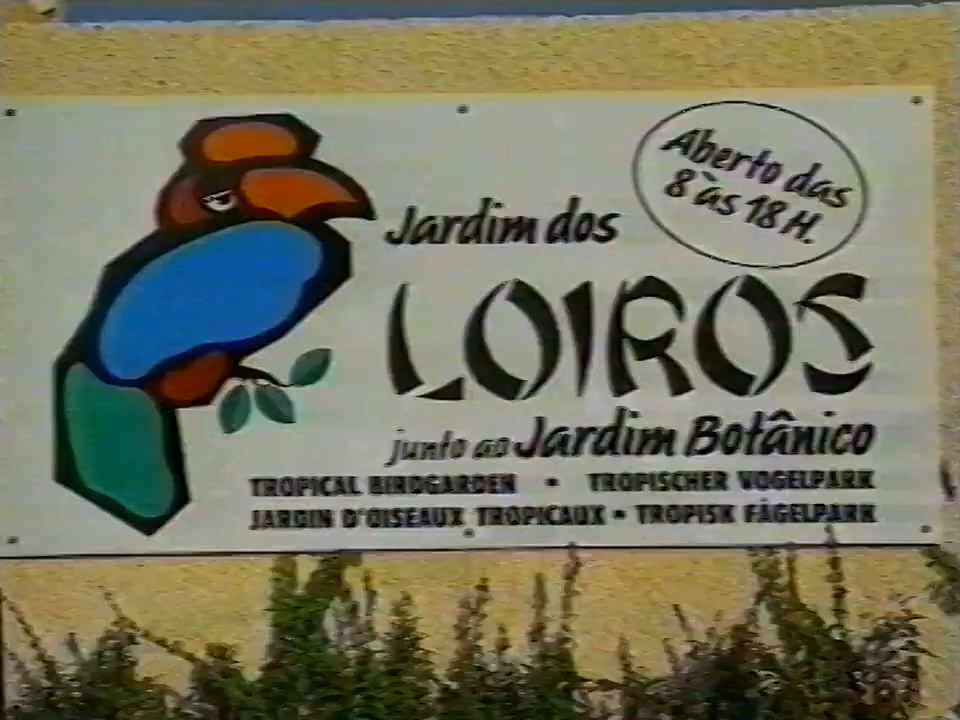 Aberto das
8 às 18 H.
Jardim dos
LOIROS
junto ao Jardim Botânico
TROPICAL BIRDGARDEN • TROPISCHER VOGELPARK
JARDIN D'OISEAUX TROPICAUX • TROPISK FÅGELPARK